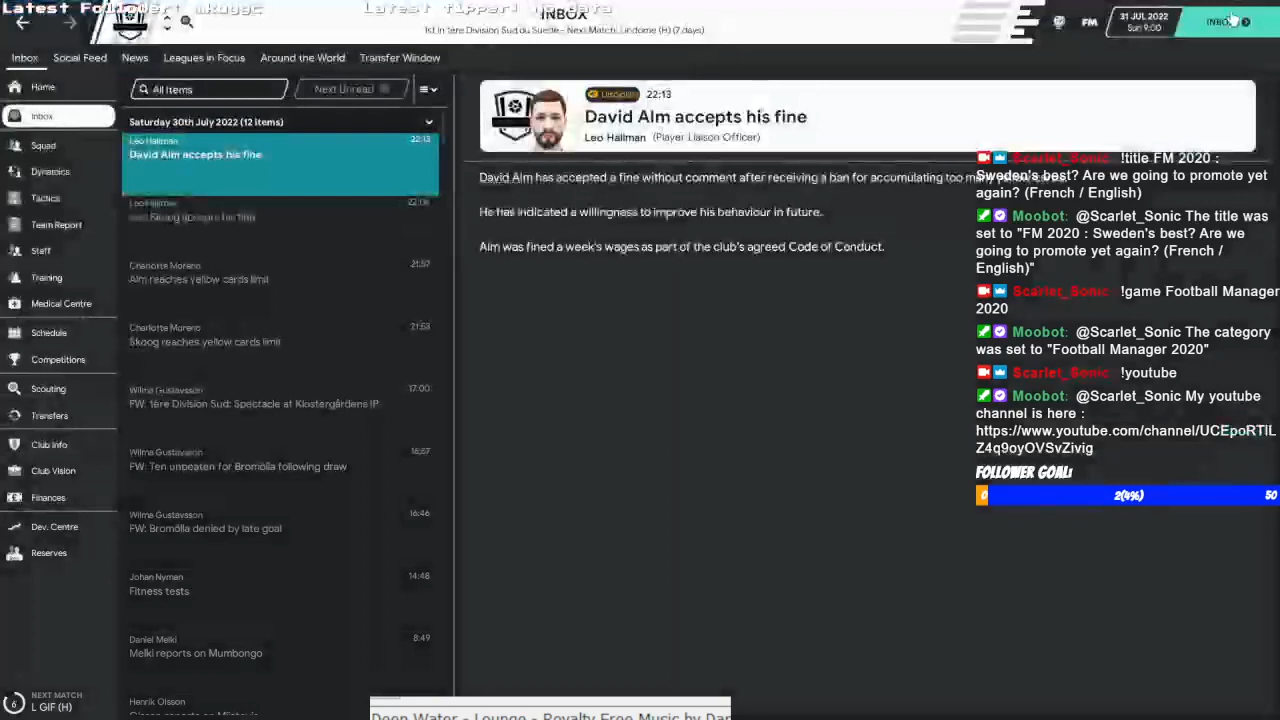 Latest Follower: mkuggc
Latest Tipper: no data
INBOX
1st in 1ère Division Sud du Suède - Next Match: Lindome (H) (7 days)
FM
31 JUL 2022
Sun 9:00
INBOX
Inbox
Social Feed
News
Leagues in Focus
Around the World
Transfer Window
Home
Inbox
Squad
Dynamics
Tactics
Team Report
Staff
Training
Medical Centre
Schedule
Competitions
Scouting
Transfers
Club Info
Club Vision
Finances
Dev. Centre
Reserves
6
NEXT MATCH
L GIF (H)
All Items
Next Unread
Saturday 30th July 2022 (12 items)
Leo Hallman
22:13
David Alm accepts his fine
Leo Hallman
Skoog accepts his fine
Charlotte Moreno
21:57
Alm reaches yellow cards limit
Charlotte Moreno
21:53
Skoog reaches yellow cards limit
Wilma Gustavsson
17:00
FW: 1ère Division Sud: Spectacle at Klostergårdens IP
Wilma Gustavsson
16:57
FW: Ten unbeaten for Bromölla following draw
Wilma Gustavsson
16:46
FW: Bromölla denied by late goal
Johan Nyman
14:48
Fitness tests
Daniel Melki
8:49
Melki reports on Mumbongo
Henrik Olsson
22:13
David Alm accepts his fine
Leo Hallman (Player Liaison Officer)
David Alm has accepted a fine without comment after receiving a ban for accumulating too many yellow
He has indicated a willingness to improve his behaviour in future.
Alm was fined a week's wages as part of the club's agreed Code of Conduct.
Scarlet_Sonic: !title FM 2020 :
Sweden's best? Are we going to promote yet
again? (French / English)
Moobot: @Scarlet_Sonic The title was
set to "FM 2020 : Sweden's best? Are we
going to promote yet again? (French /
English)"
Scarlet_Sonic: !game Football Manager
2020
Moobot: @Scarlet_Sonic The category
was set to "Football Manager 2020"
Scarlet_Sonic: !youtube
Moobot: @Scarlet_Sonic My youtube
channel is here :
https://www.youtube.com/channel/UCEpoRTIL
Z4q9oyOVSvZivig
FOLLOWER GOAL:
0
2(4%)
50
Deep Water - Lounge - Royalty Free Music by Dar